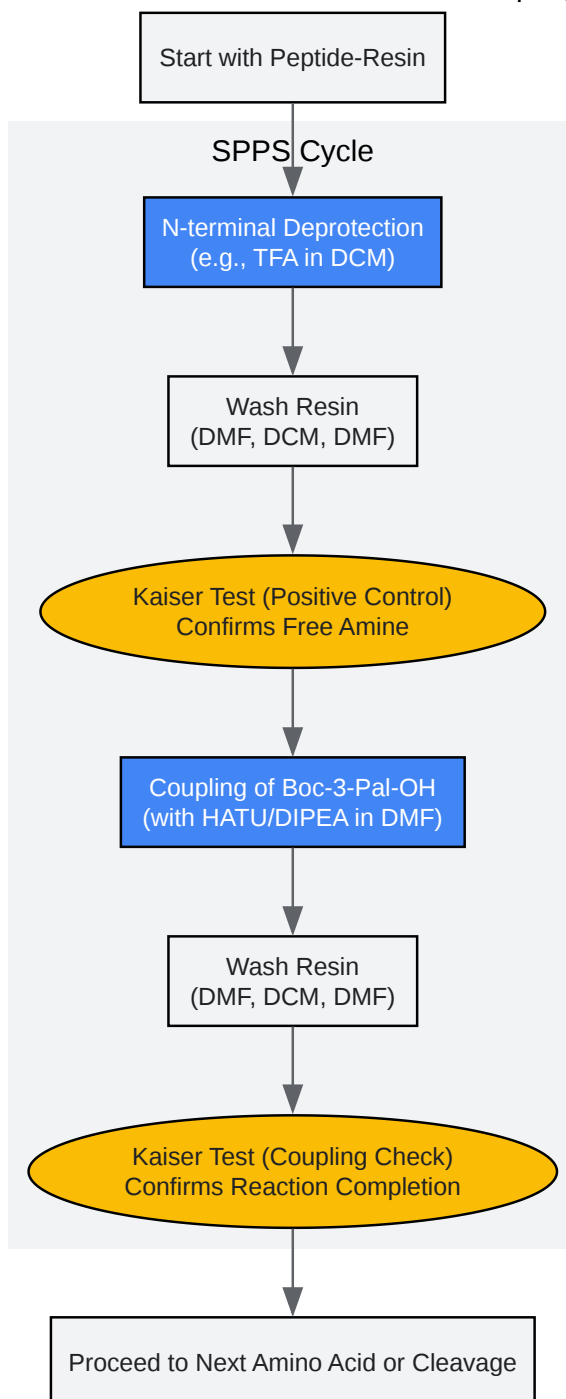 Start with Peptide-Resin
SPPS Cycle
N-terminal Deprotection
(e.g., TFA in DCM)
Wash Resin
(DMF, DCM, DMF)
Kaiser Test (Positive Control)
Confirms Free Amine
Coupling of Boc-3-Pal-OH
(with HATU/DIPEA in DMF)
Wash Resin
(DMF, DCM, DMF)
Kaiser Test (Coupling Check)
Confirms Reaction Completion
Proceed to Next Amino Acid or Cleavage